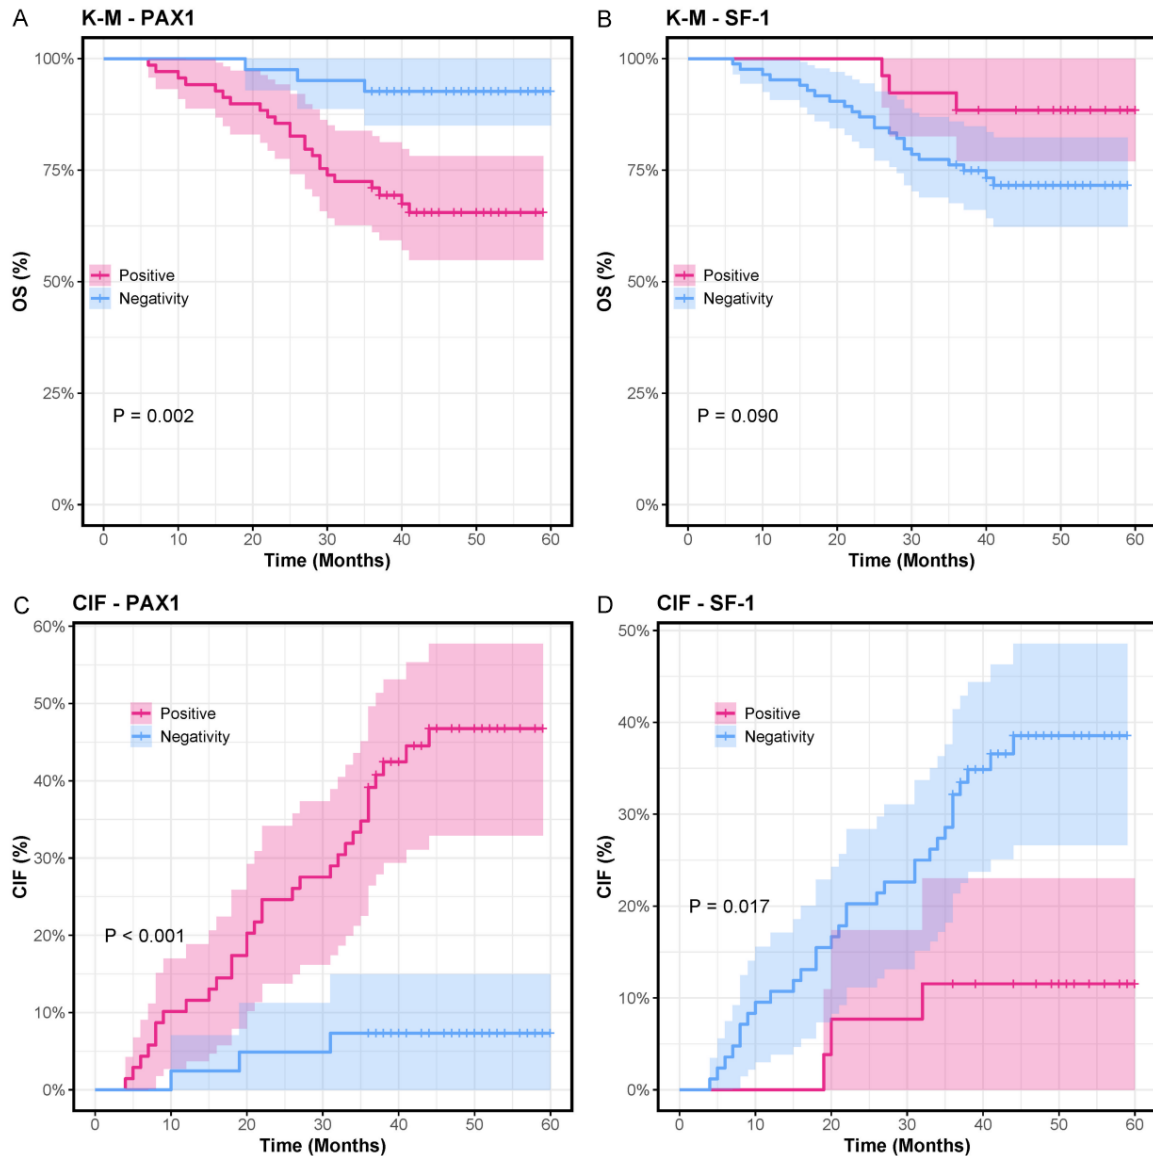 A
K-M - PAX1
100%
75%
50%
25%
0%
OS (%)
Positive
Negativity
P = 0.002
0 10 20 30 40 50 60
Time (Months)
B
K-M - SF-1
100%
75%
50%
25%
0%
OS (%)
Positive
Negativity
P = 0.090
0 10 20 30 40 50 60
Time (Months)
C
CIF - PAX1
60%
50%
40%
30%
20%
10%
0%
CIF (%)
Positive
Negativity
P < 0.001
0 10 20 30 40 50 60
Time (Months)
D
CIF - SF-1
50%
40%
30%
20%
10%
0%
CIF (%)
Positive
Negativity
P = 0.017
0 10 20 30 40 50 60
Time (Months)